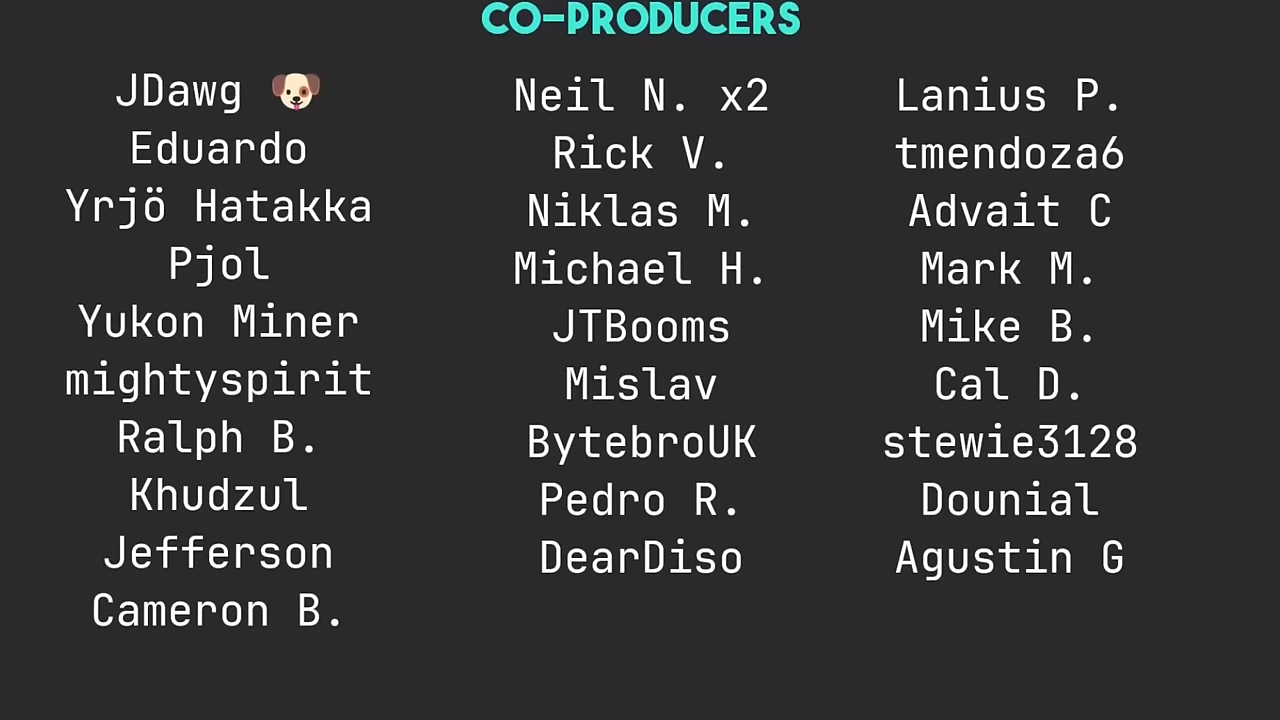 CO-PRODUCERS
JDawg 🐶
Eduardo
Yrjö Hatakka
Pjol
Yukon Miner
mightyspirit
Ralph B.
Khudzul
Jefferson
Cameron B.
Neil N. x2
Rick V.
Niklas M.
Michael H.
JTBooms
Mislav
BytebroUK
Pedro R.
DearDiso
Lanius P.
tmendoza6
Advait C
Mark M.
Mike B.
Cal D.
stewie3128
Dounial
Agustin G